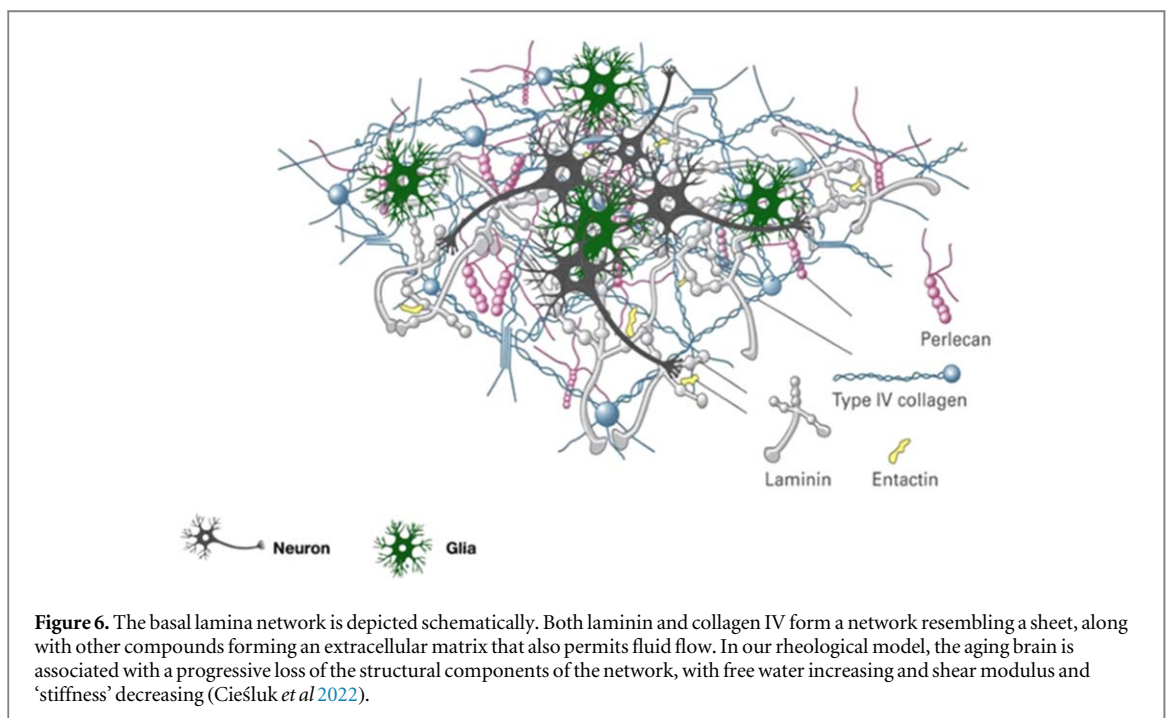 Perlecan
Type IV collagen
Laminin
Entactin
Neuron
Glia
Figure 6. The basal lamina network is depicted schematically. Both laminin and collagen IV form a network resembling a sheet, along
with other compounds forming an extracellular matrix that also permits fluid flow. In our rheological model, the aging brain is
associated with a progressive loss of the structural components of the network, with free water increasing and shear modulus and
‘stiffness’ decreasing (Cieśluk et al 2022).